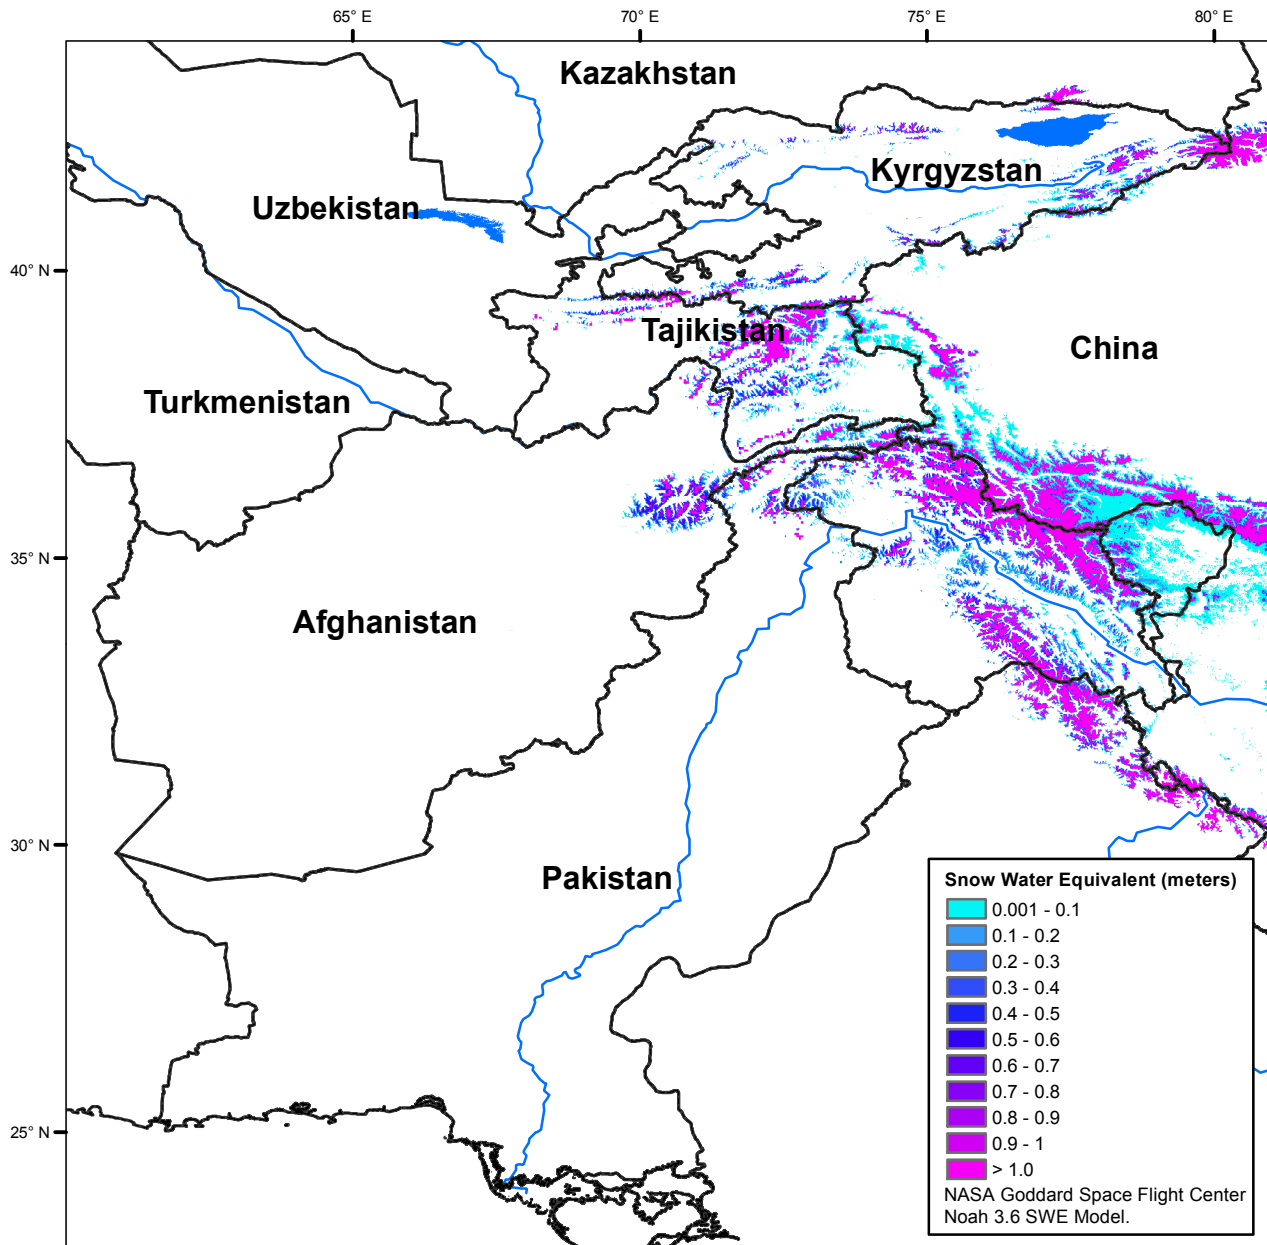 65° E
70° E
75° E
80° E
Kazakhstan
Kyrgyzstan
Uzbekistan
40° N
Tajikistan
China
Turkmenistan
35° N
Afghanistan
30° N
Pakistan
25° N
Snow Water Equivalent (meters)
0.001 - 0.1
0.1 - 0.2
0.2 - 0.3
0.3 - 0.4
0.4 - 0.5
0.5 - 0.6
0.6 - 0.7
0.7 - 0.8
0.8 - 0.9
0.9 - 1
> 1.0
NASA Goddard Space Flight Center
Noah 3.6 SWE Model.